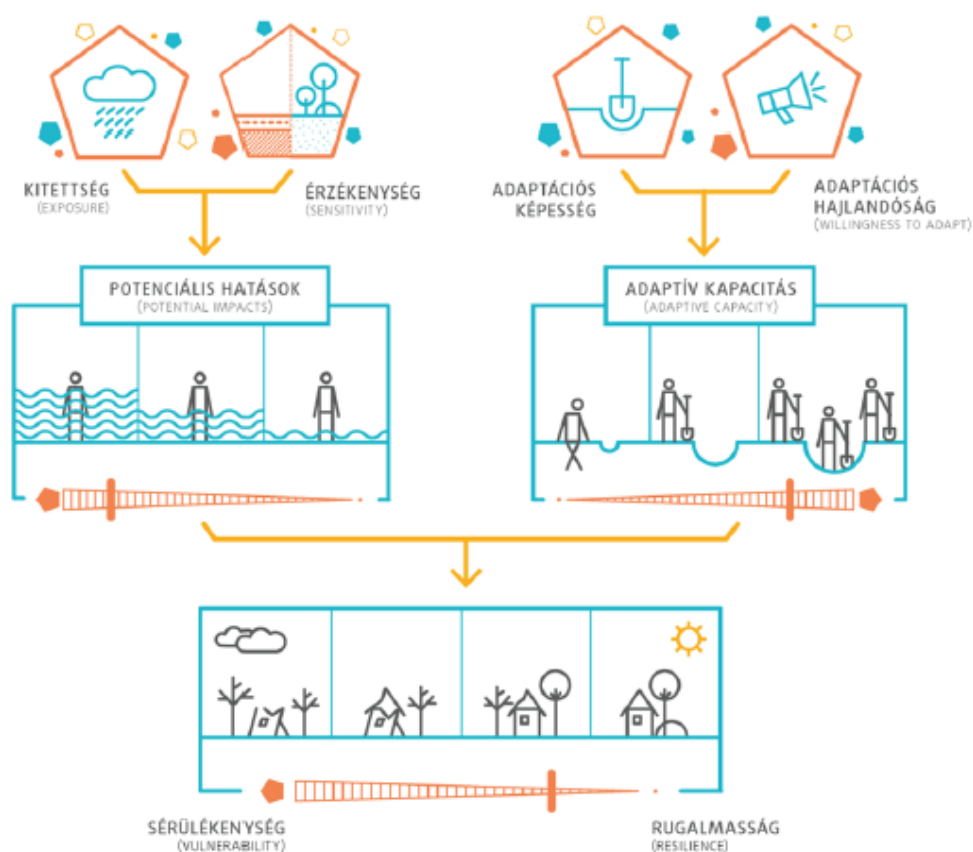 KITETTSÉG
(EXPOSURE)
ÉRZÉKENYSÉG
(SENSITIVITY)
ADAPTÁCIÓS
KÉPESSÉG
ADAPTÁCIÓS
HAJLANDÓSÁG
(WILLINGNESS TO ADAPT)
POTENCIÁLIS HATÁSOK
(POTENTIAL IMPACTS)
ADAPTÍV KAPACITÁS
(ADAPTIVE CAPACITY)
SÉRÜLÉKENYSÉG
(VULNERABILITY)
RUGALMASSÁG
(RESILIENCE)